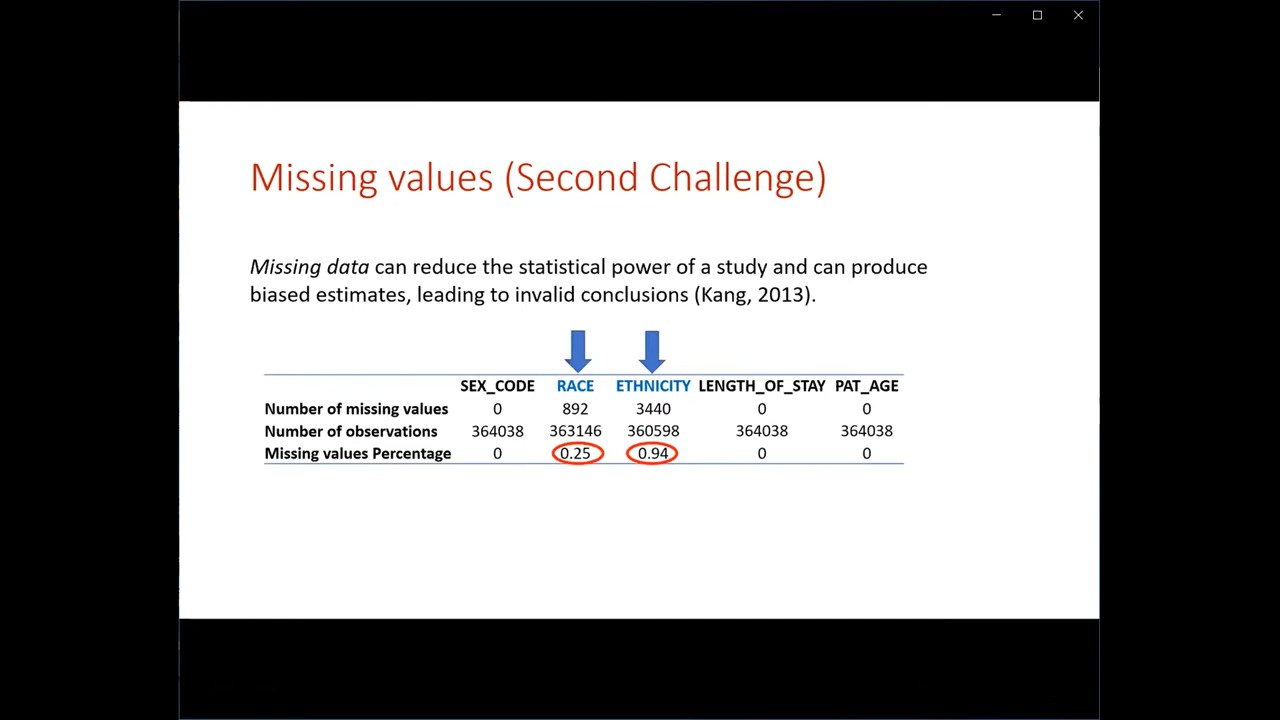 Missing values (Second Challenge)
Missing data can reduce the statistical power of a study and can produce
biased estimates, leading to invalid conclusions (Kang, 2013).
SEX_CODE RACE ETHNICITY LENGTH_OF_STAY PAT_AGE
Number of missing values 0 892 3440 0 0
Number of observations 364038 363146 360598 364038 364038
Missing values Percentage 0 0.25 0.94 0 0